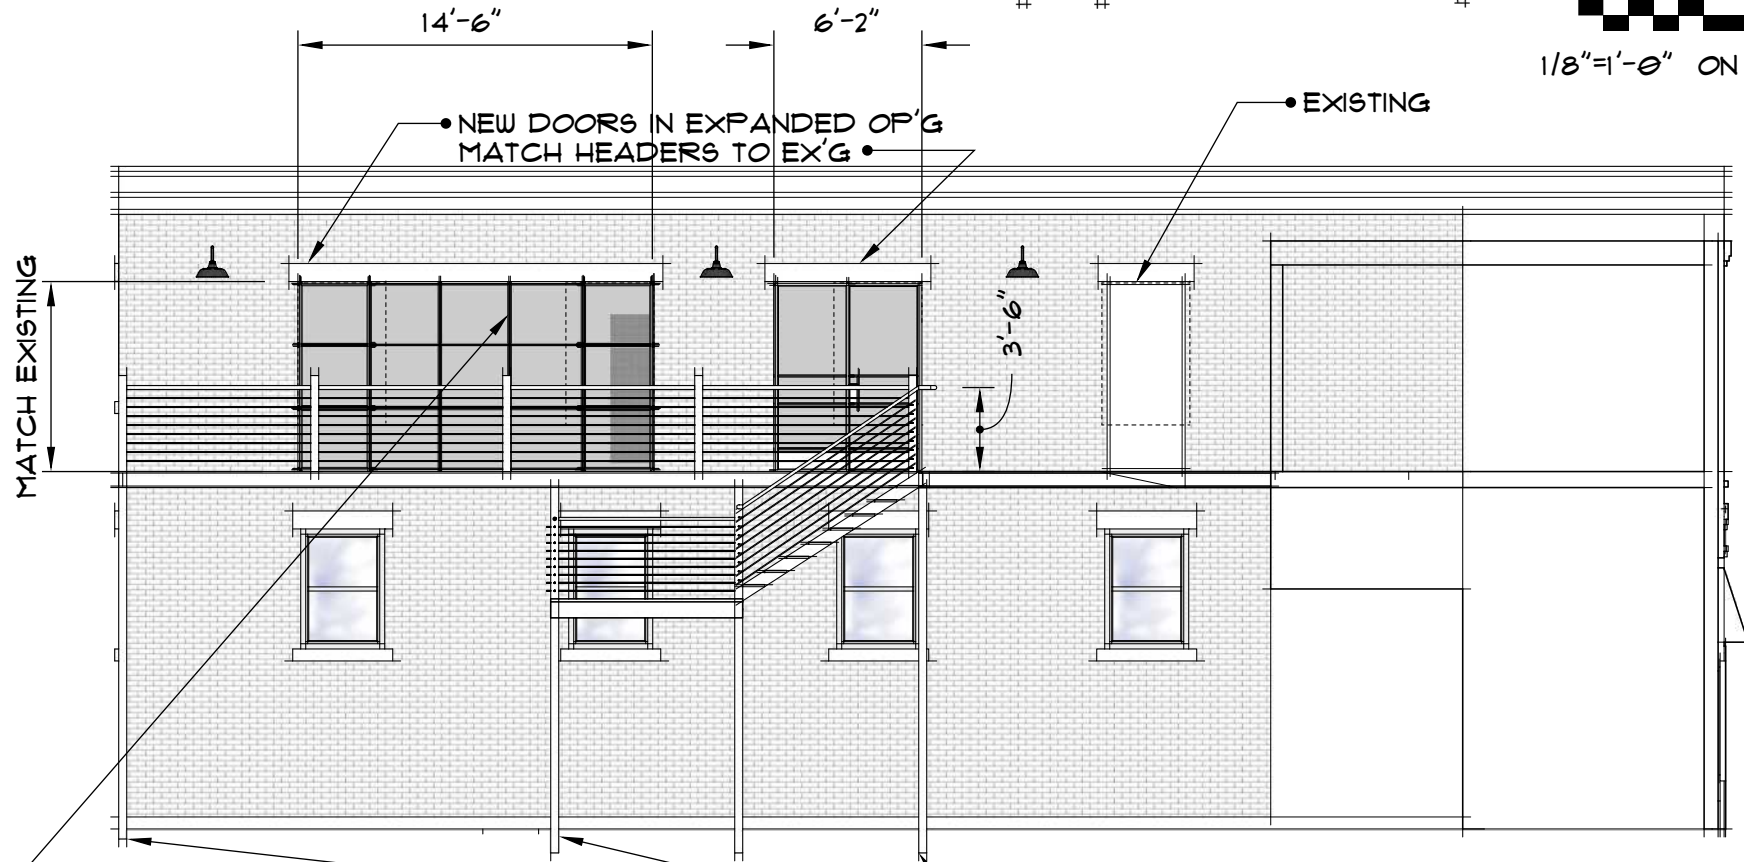 14'-6"
6'-2"
1/8"=1'-0" ON
EXISTING
NEW DOORS IN EXPANDED OP'G
MATCH HEADERS TO EX'G
MATCH EXISTING
3'-6"